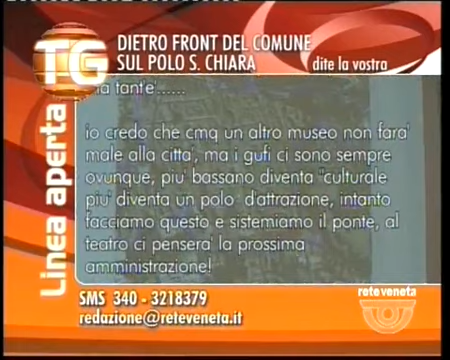 TG
DIETRO FRONT DEL COMUNE
SUL POLO S. CHIARA
dite la vostra
Linea aperta
tant'e'......
io credo che cmq un altro museo non fara'
male alla citta', ma i gufi ci sono sempre
ovunque, piu' bassano diventa "culturale
piu' diventa un polo d'attrazione, intanto
facciamo questo e sistemiamo il ponte, al
teatro ci pensera' la prossima
amministrazione!
SMS 340 - 3218379
redazione@reteveneta.it
reteveneta